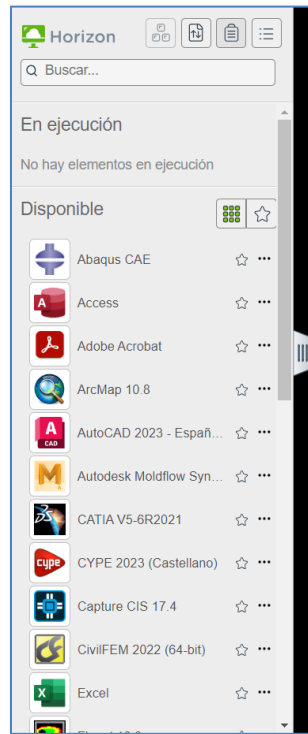 Horizon
Buscar...
En ejecución
No hay elementos en ejecución
Disponible
Abaqus CAE
A Access
Adobe Acrobat
ArcMap 10.8
A CAD AutoCAD 2023 - Españ...
M Autodesk Moldflow Syn...
CATIA V5-6R2021
cype CYPE 2023 (Castellano)
Capture CIS 17.4
CivilFEM 2022 (64-bit)
X Excel